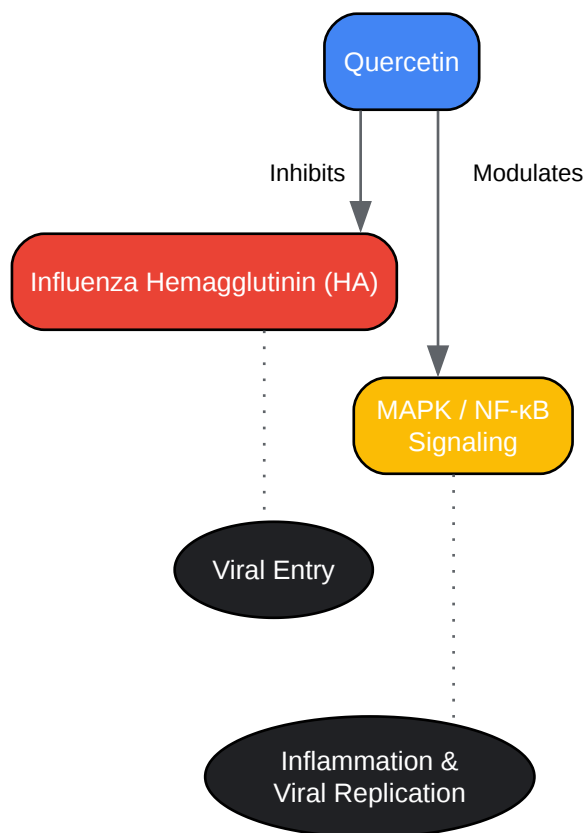 Quercetin
Inhibits
Modulates
Influenza Hemagglutinin (HA)
MAPK / NF-κB
Signaling
Viral Entry
Inflammation &
Viral Replication